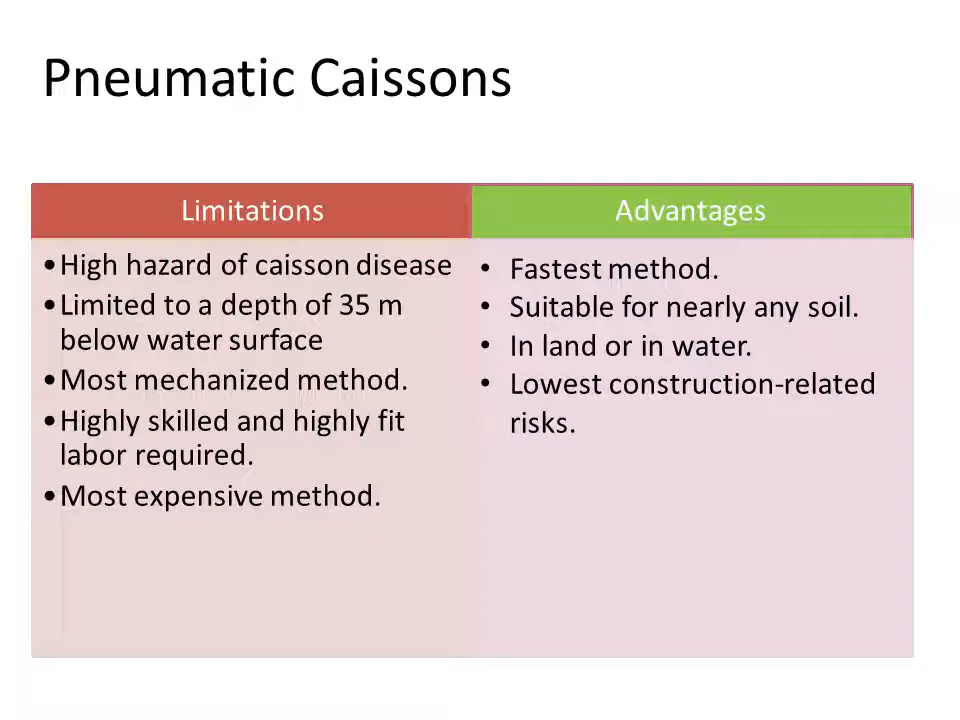 Pneumatic Caissons
Limitations
•High hazard of caisson disease
•Limited to a depth of 35 m
below water surface
•Most mechanized method.
•Highly skilled and highly fit
labor required.
•Most expensive method.
Advantages
• Fastest method.
• Suitable for nearly any soil.
• In land or in water.
• Lowest construction-related
risks.